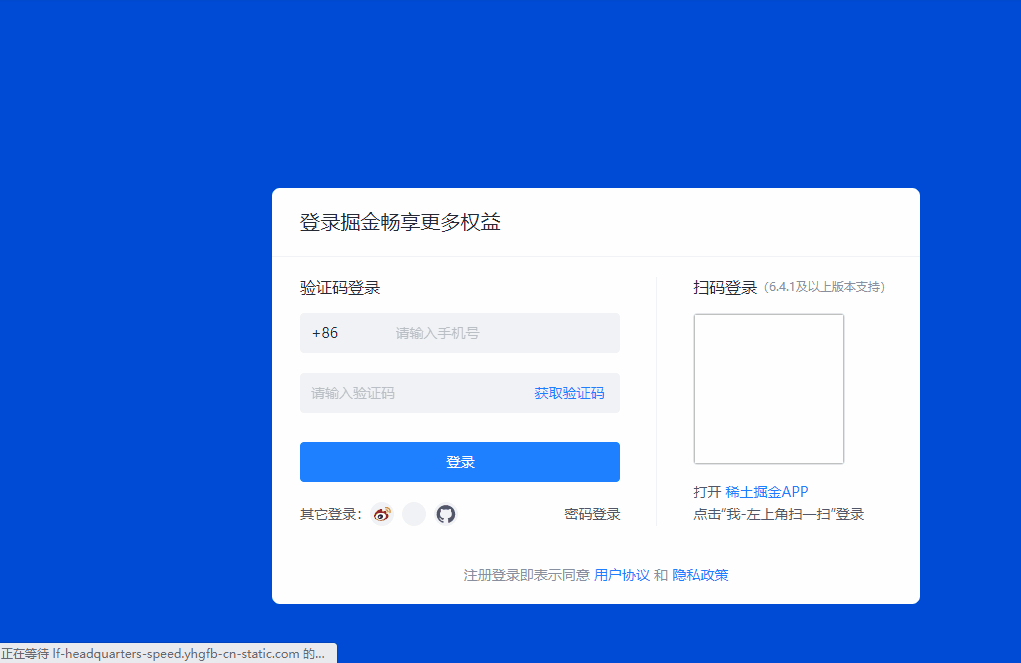 登录掘金畅享更多权益
验证码登录
+86 请输入手机号
请输入验证码 获取验证码
登录
其它登录： 密码登录
扫码登录（6.4.1及以上版本支持）
打开 稀土掘金APP
点击“我-左上角扫一扫”登录
注册登录即表示同意 用户协议 和 隐私政策
正在等待 lf-headquarters-speed.yhgfb-cn-static.com 的...